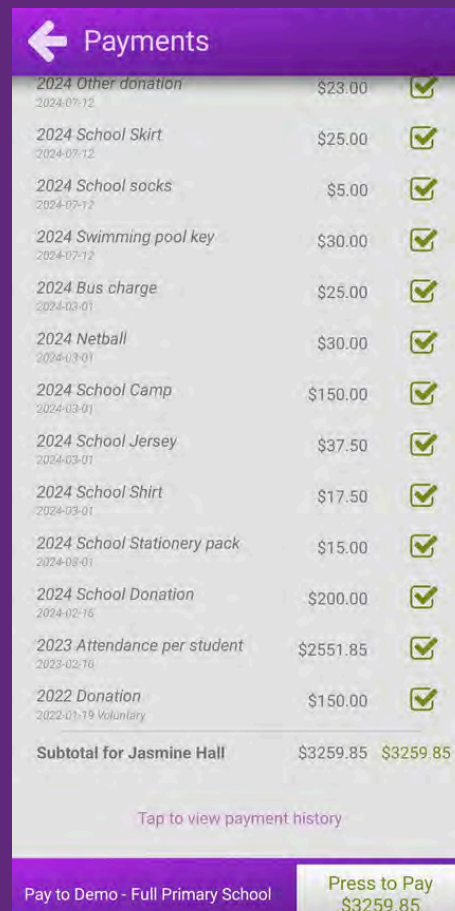 Payments
2024 Other donation $23.00
2024-07-12
2024 School Skirt $25.00
2024-07-12
2024 School socks $5.00
2024-07-12
2024 Swimming pool key $30.00
2024-07-12
2024 Bus charge $25.00
2024-03-01
2024 Netball $30.00
2024-03-01
2024 School Camp $150.00
2024-03-01
2024 School Jersey $37.50
2024-03-01
2024 School Shirt $17.50
2024-03-01
2024 School Stationery pack $15.00
2024-03-01
2024 School Donation $200.00
2024-02-16
2023 Attendance per student $2551.85
2023-02-16
2022 Donation $150.00
2022-01-19 Voluntary
Subtotal for Jasmine Hall $3259.85 $3259.85
Tap to view payment history
Pay to Demo - Full Primary School
Press to Pay
$3259.85